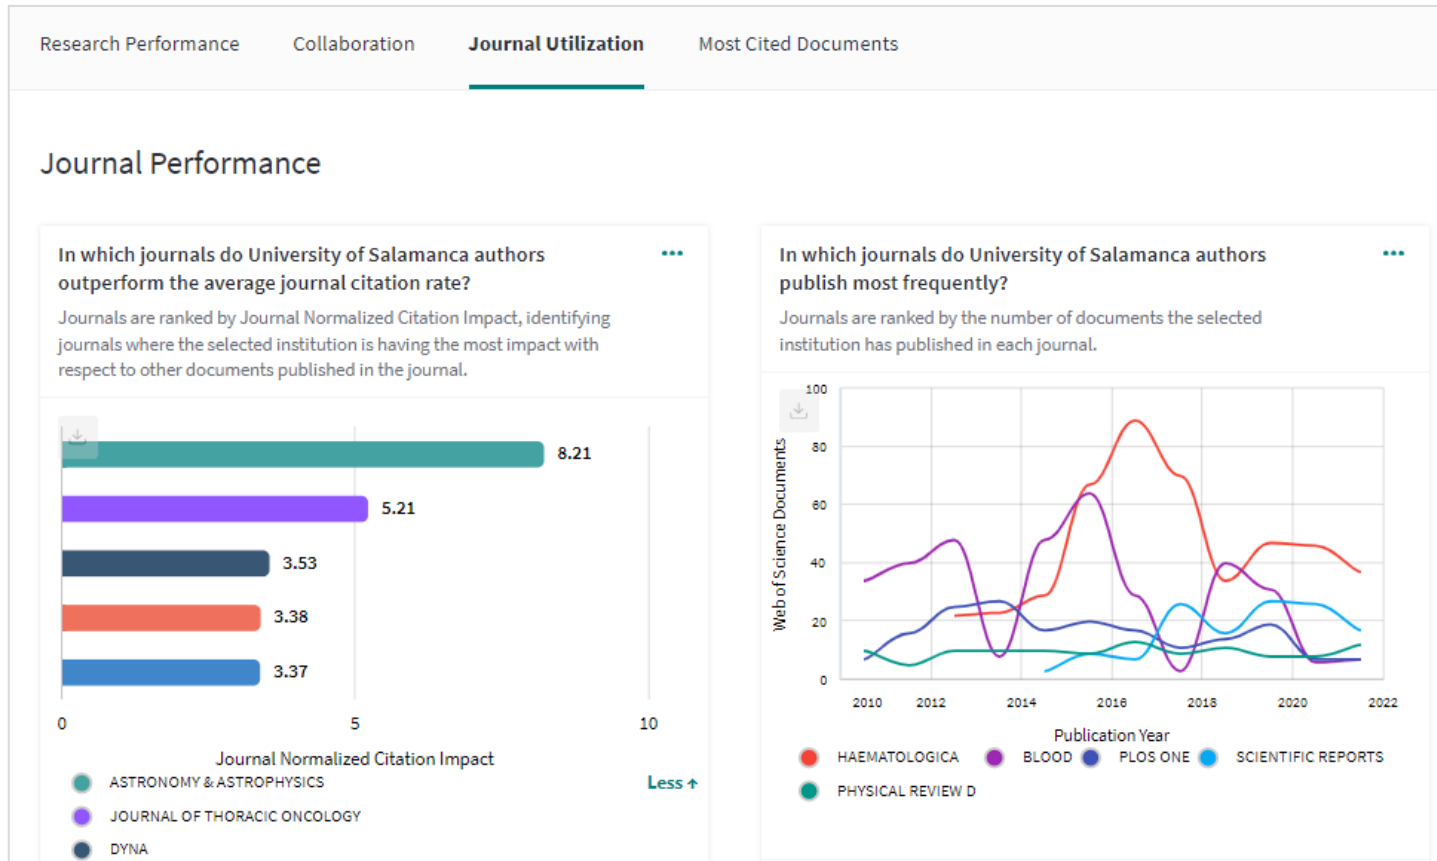 Research Performance Collaboration Journal Utilization Most Cited Documents
Journal Performance
In which journals do University of Salamanca authors
outperform the average journal citation rate?
Journals are ranked by Journal Normalized Citation Impact, identifying
journals where the selected institution is having the most impact with
respect to other documents published in the journal.
8.21
5.21
3.53
3.38
3.37
0 5 10
Journal Normalized Citation Impact
ASTRONOMY & ASTROPHYSICS
Less ↑
JOURNAL OF THORACIC ONCOLOGY
DYNA
In which journals do University of Salamanca authors
publish most frequently?
Journals are ranked by the number of documents the selected
institution has published in each journal.
100
80
60
40
20
0
Web of Science Documents
2010 2012 2014 2016 2018 2020 2022
Publication Year
HAEMATOLOGICA BLOOD PLOS ONE SCIENTIFIC REPORTS
PHYSICAL REVIEW D